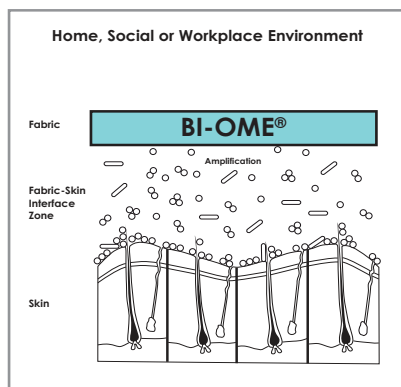 Home, Social or Workplace Environment
Fabric
BI-OME®
Amplification
Fabric-Skin
Interface
Zone
Skin